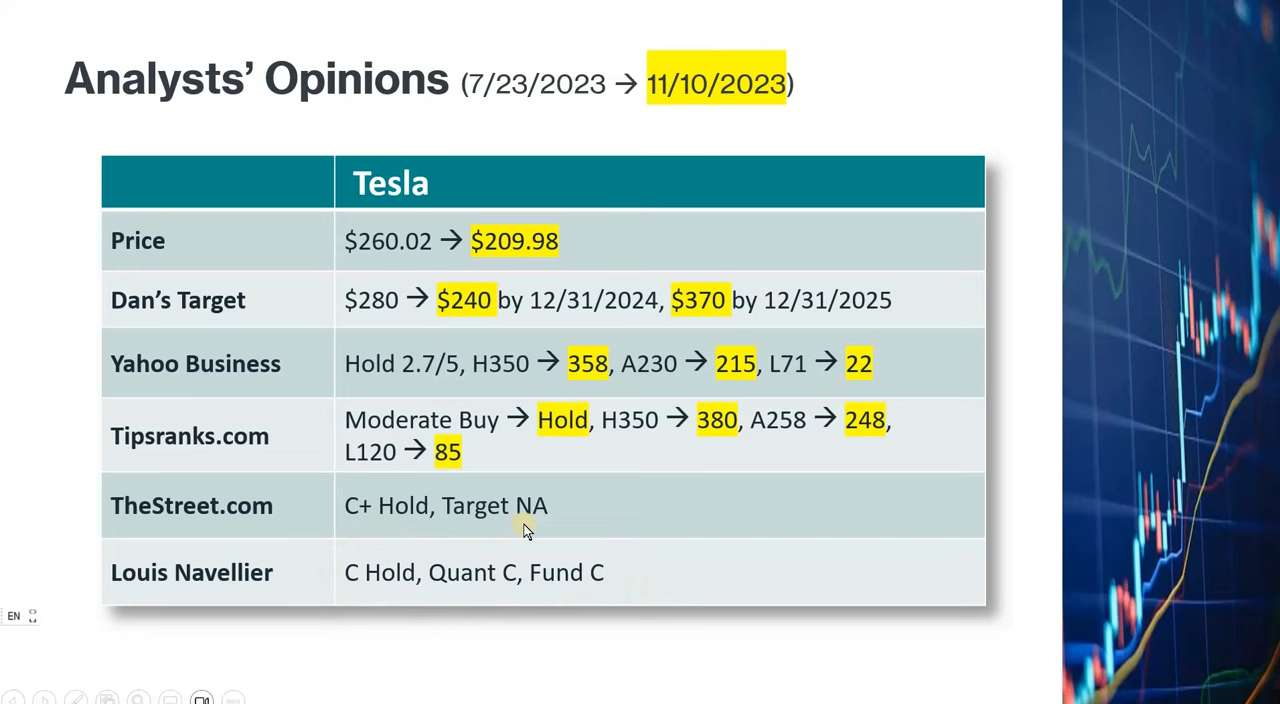 Analysts’ Opinions (7/23/2023 → 11/10/2023)
Tesla
Price $260.02 → $209.98
Dan’s Target $280 → $240 by 12/31/2024, $370 by 12/31/2025
Yahoo Business Hold 2.7/5, H350 → 358, A230 → 215, L71 → 22
Tipsranks.com Moderate Buy → Hold, H350 → 380, A258 → 248,
L120 → 85
TheStreet.com C+ Hold, Target NA
Louis Navellier C Hold, Quant C, Fund C
EN